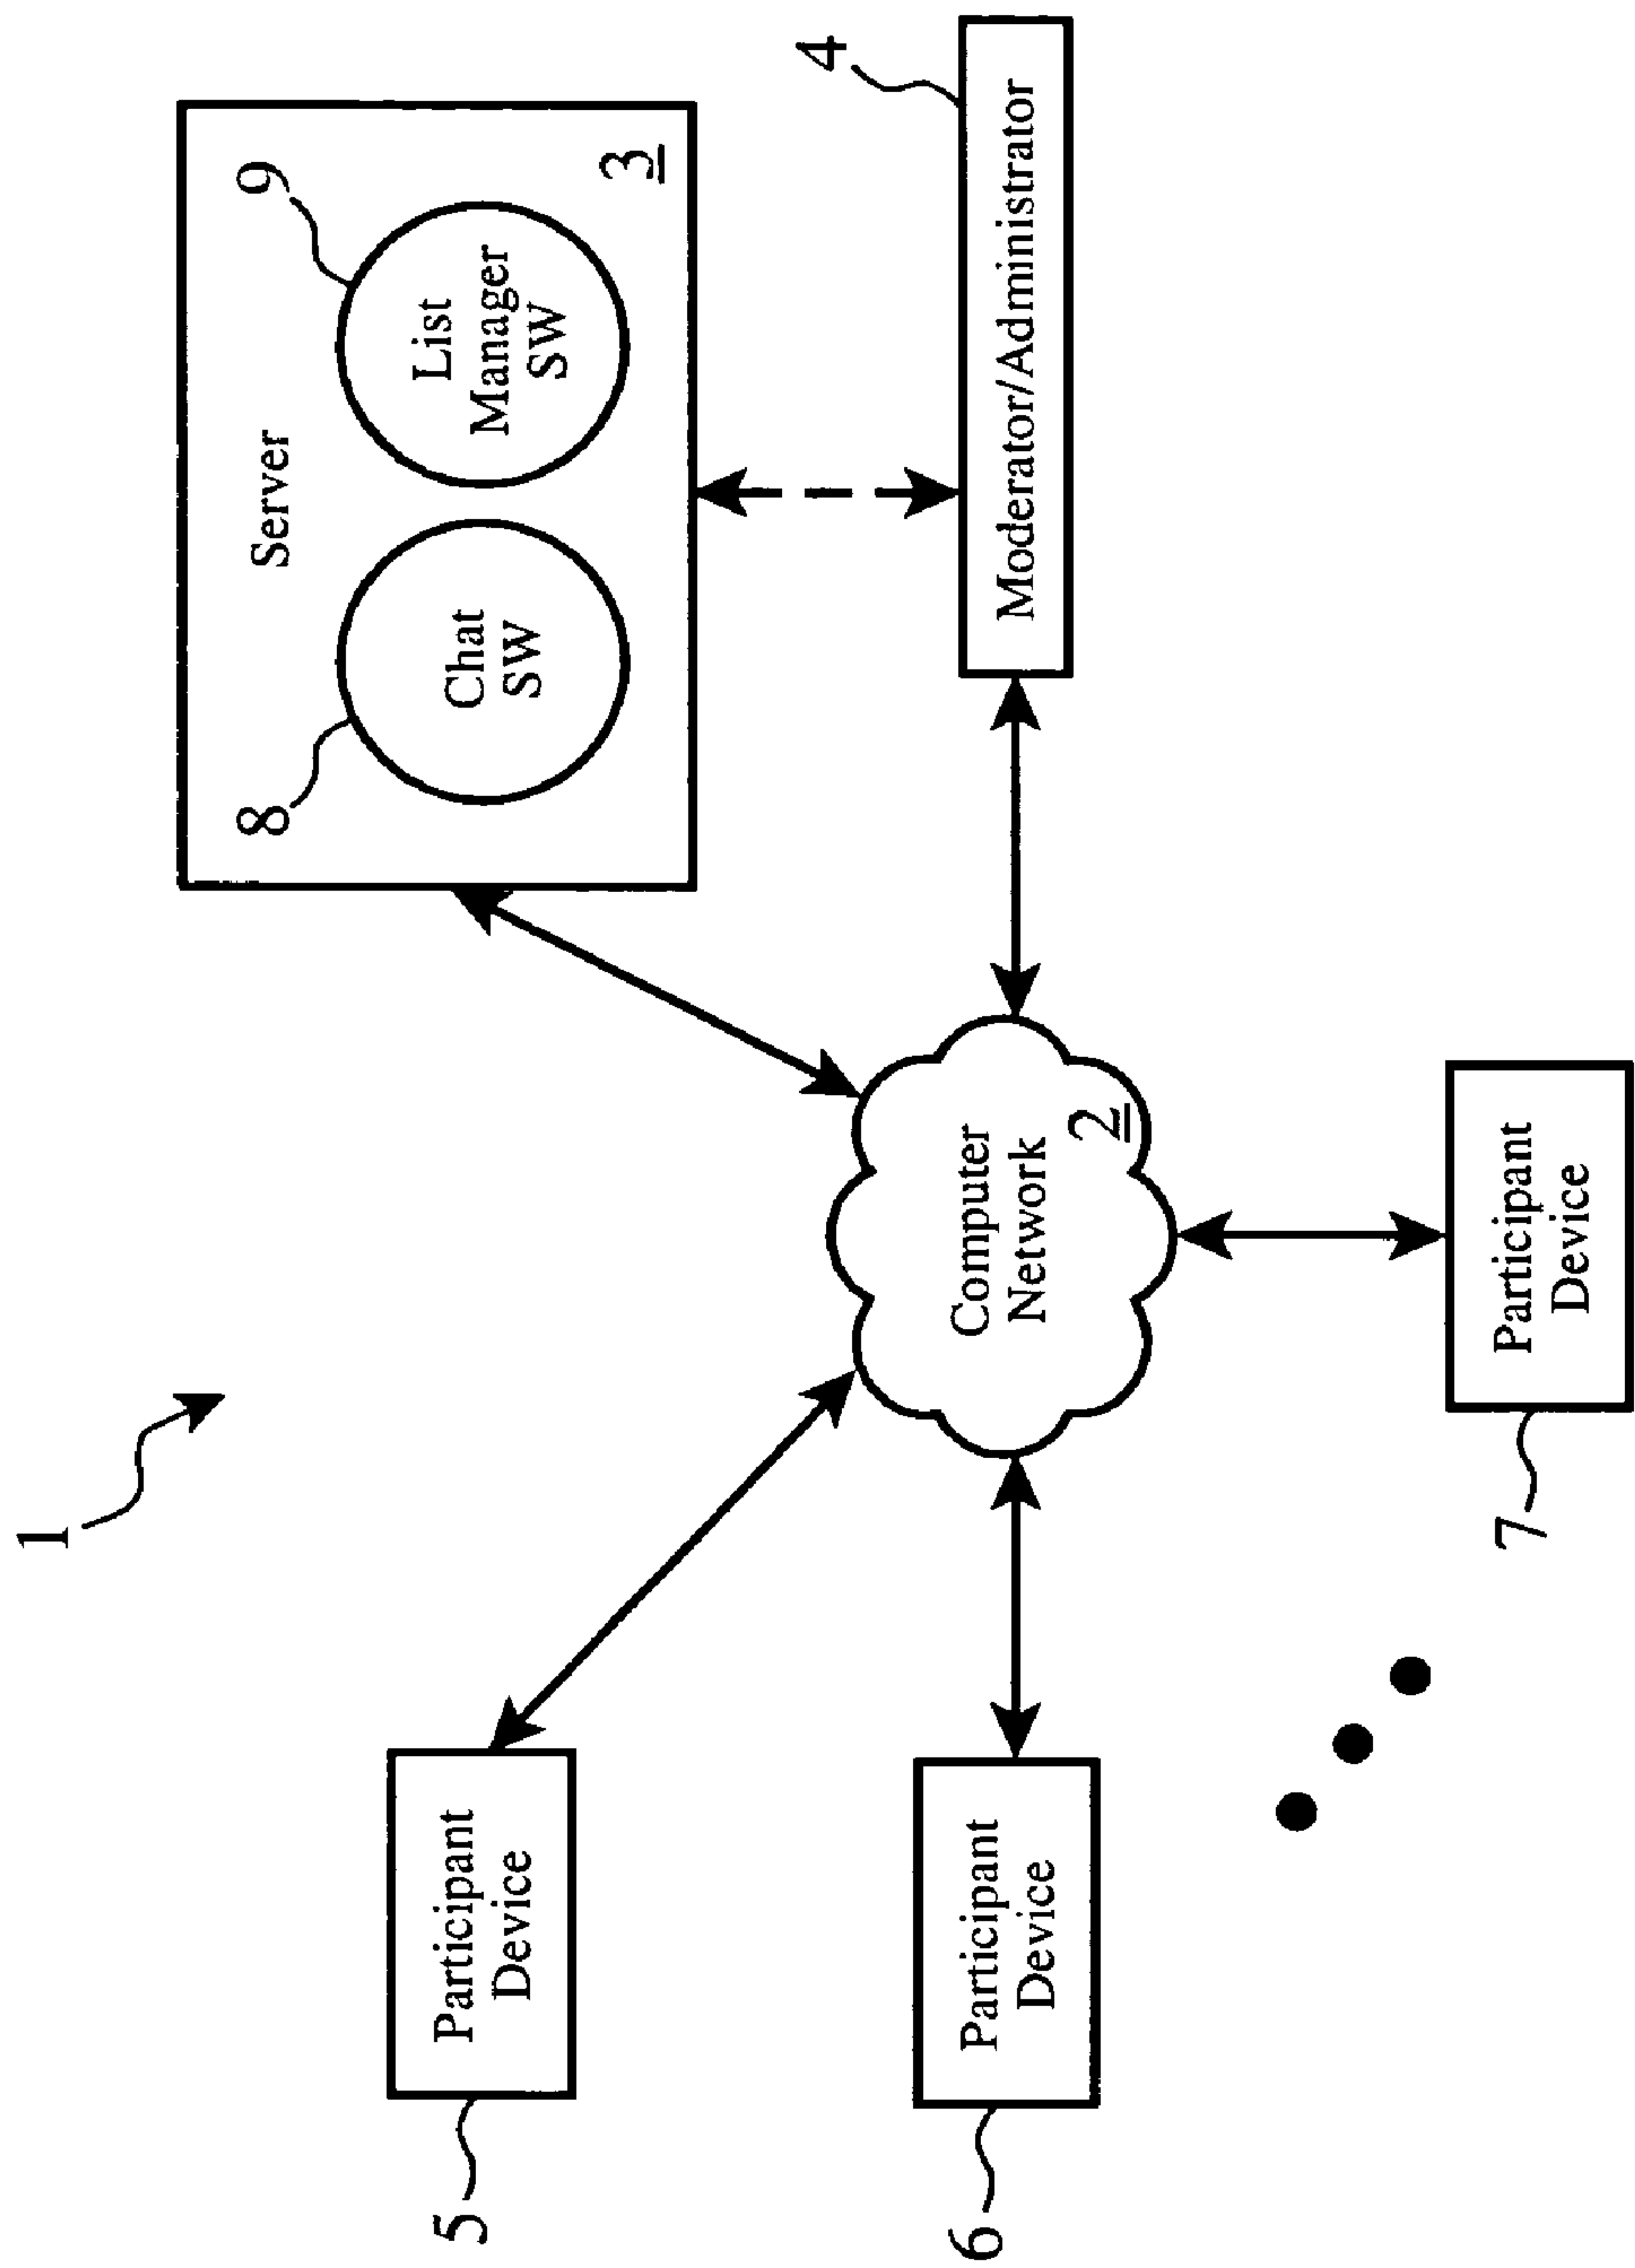 1
5
Participant
Device
6
Participant
Device
7
Participant
Device
Computer
Network
2
Server
8
Chat
SW
9
List
Manager
SW
3
4
Moderator/Administrator